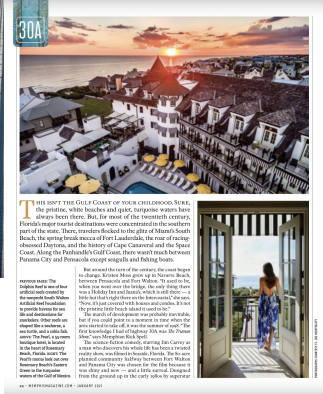 30A
THIS ISN'T THE GULF COAST OF YOUR CHILDHOOD. SURE,
the pristine, white beaches and quiet, turquoise waters have
always been there. But, for most of the twentieth century,
Florida's major tourist destinations were concentrated in the southern
part of the state. There, travelers flocked to the glitz of Miami's South
Beach, the spring break mecca of Fort Lauderdale, the roar of racing-
obsessed Daytona, and the history of Cape Canaveral and the Space
Coast. Along the Panhandle's Gulf Coast, there wasn't much between
Panama City and Pensacola except seagulls and fishing boats.
But around the turn of the century, the coast began
to change. Kristen Moss grew up in Navarre Beach,
between Pensacola and Fort Walton. "It used to be,
when you went over the bridge, the only thing there
was a Holiday Inn and Juana's, which is still there — a
little bar that's right there on the Intercoastal," she says.
"Now, it's just covered with houses and condos. It's not
the pristine little beach island it used to be."
The march of development was probably inevitable,
but if you could point to a moment in time when the
area started to take off, it was the summer of 1998. "The
first knowledge I had of highway 30A was The Truman
Show," says Memphian Rick Spell.
The science-fiction comedy, starring Jim Carrey as
a man who discovers his whole life has been a twisted
reality show, was filmed in Seaside, Florida. The 80-acre
planned community halfway between Fort Walton
and Panama City was chosen for the film because it
was shiny and new — and a little surreal. Designed
from the ground up in the early 1980s by superstar
Dolphin Reef is one of four
artificial reefs created by
the nonprofit South Walton
Artificial Reef Foundation
to provide havens for sea
life and destinations for
snorkelers. Other reefs are
shaped like a seahorse, a
sea turtle, and a cobia fish.
ABOVE: The Pearl, a 55-room
boutique hotel, is located
in the heart of Rosemary
Beach, Florida. RIGHT: The
Pearl's rooms look out over
Rosemary Beach's Eastern
Green to the turquoise
waters of the Gulf of Mexico.
MEMPHISMAGAZINE.COM • JANUARY 2021